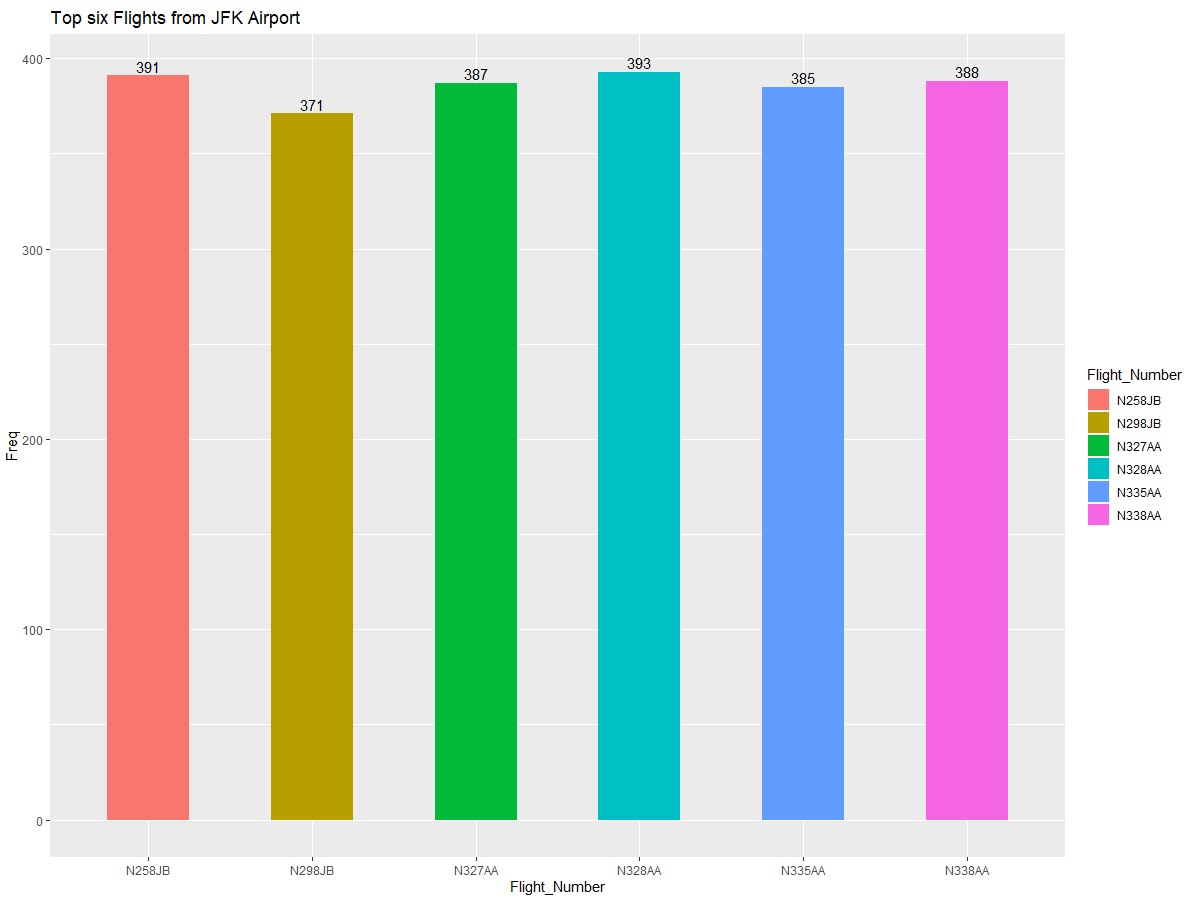 Top six Flights from JFK Airport
400
300
200
100
0
Freq
391
371
387
393
385
388
N258JB
N298JB
N327AA
N328AA
N335AA
N338AA
Flight_Number
Flight_Number
N258JB
N298JB
N327AA
N328AA
N335AA
N338AA